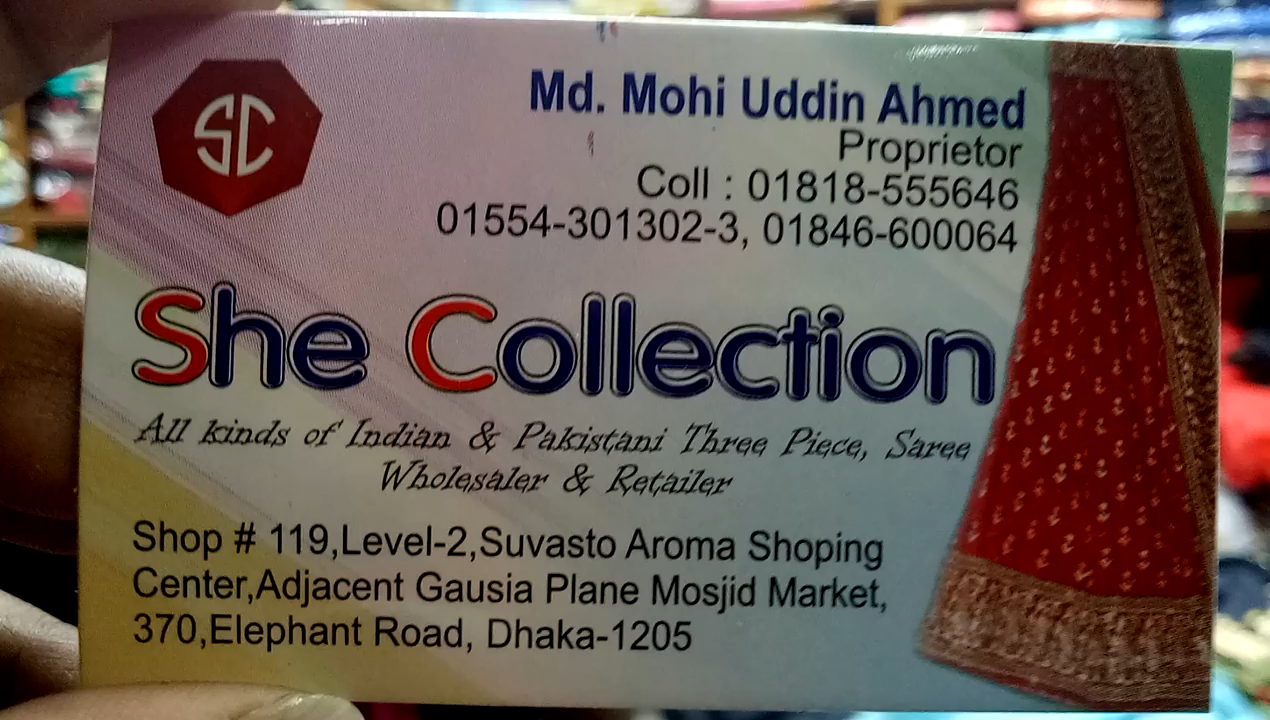 SC
Md. Mohi Uddin Ahmed
Proprietor
Coll : 01818-555646
01554-301302-3, 01846-600064
She Collection
All kinds of Indian & Pakistani Three Piece, Saree
Wholesaler & Retailer
Shop # 119,Level-2,Suvasto Aroma Shoping
Center,Adjacent Gausia Plane Mosjid Market,
370,Elephant Road, Dhaka-1205